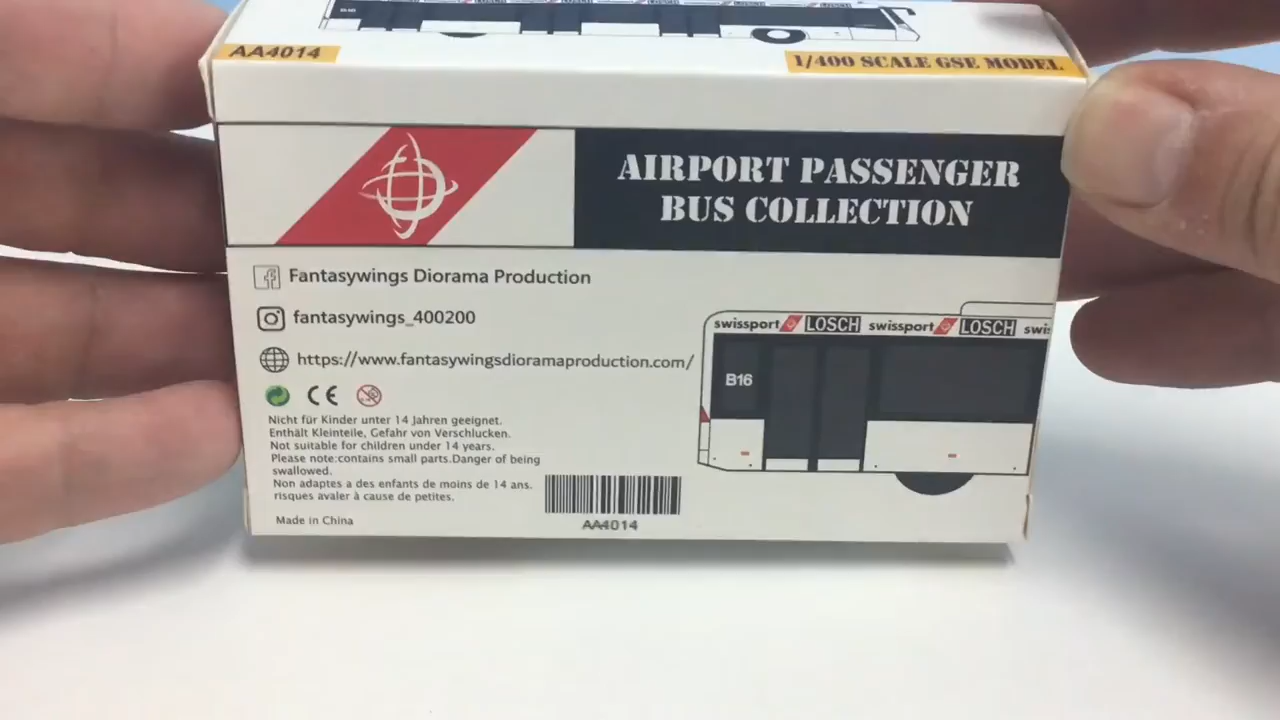 AA4014
1/400 SCALE GSE MODEL
AIRPORT PASSENGER
BUS COLLECTION
Fantasywings Diorama Production
fantasywings_400200
https://www.fantasywingsdioramaproduction.com/
swissport LOSCH swissport LOSCH swis
B16
CE
Nicht für Kinder unter 14 Jahren geeignet.
Enthält Kleinteile, Gefahr von Verschlucken.
Not suitable for children under 14 years.
Please note:contains small parts.Danger of being
swallowed.
Non adaptes a des enfants de moins de 14 ans.
risques avaler à cause de petites.
Made in China
AA4014